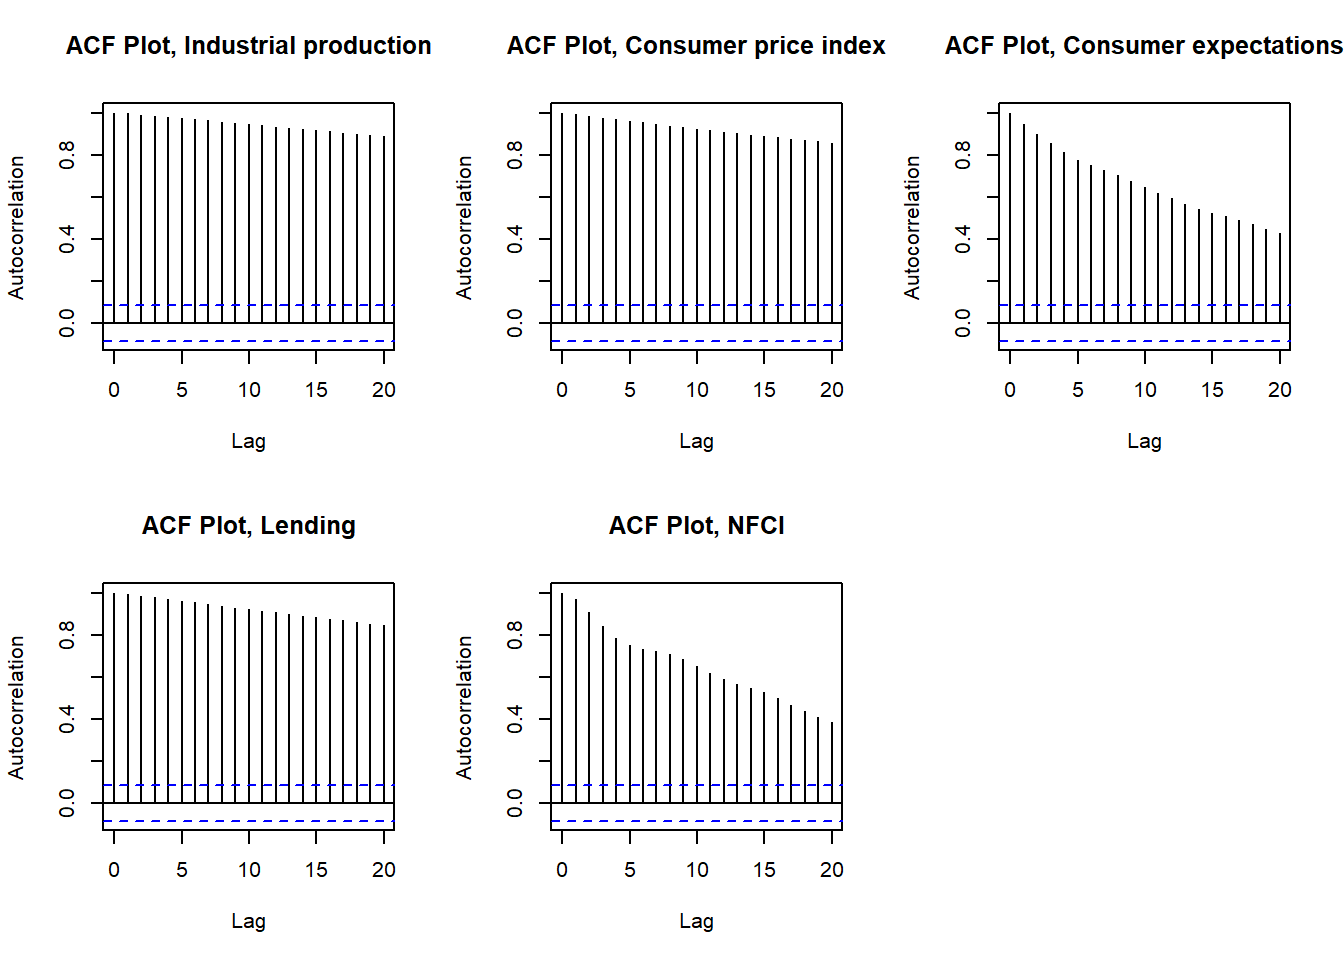 ACF Plot, Industrial production
Autocorrelation
0.8
0.4
0.0
0 5 10 15 20
Lag
ACF Plot, Consumer price index
Autocorrelation
0.8
0.4
0.0
0 5 10 15 20
Lag
ACF Plot, Consumer expectations
Autocorrelation
0.8
0.4
0.0
0 5 10 15 20
Lag
ACF Plot, Lending
Autocorrelation
0.8
0.4
0.0
0 5 10 15 20
Lag
ACF Plot, NFCI
Autocorrelation
0.8
0.4
0.0
0 5 10 15 20
Lag